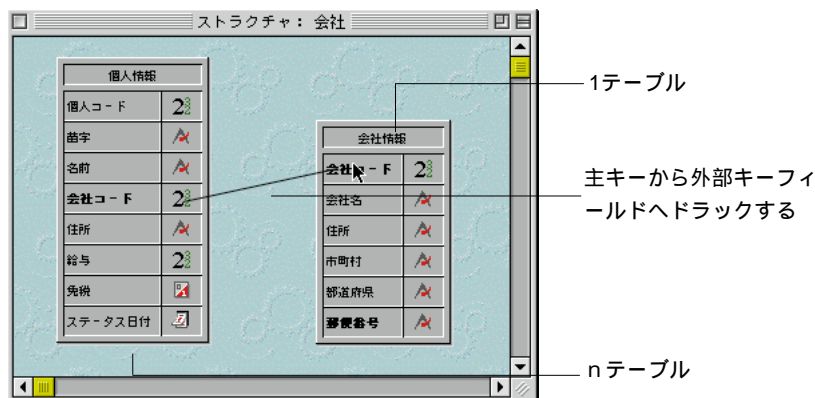 ストラクチャ： 会社
個人情報
個人コード
苗字
名前
会社コード
住所
給与
免税
ステータス日付
会社情報
会社コード
会社名
住所
市町村
都道府県
郵便番号
1テーブル
主キーから外部キーフィ
ールドへドラックする
nテーブル